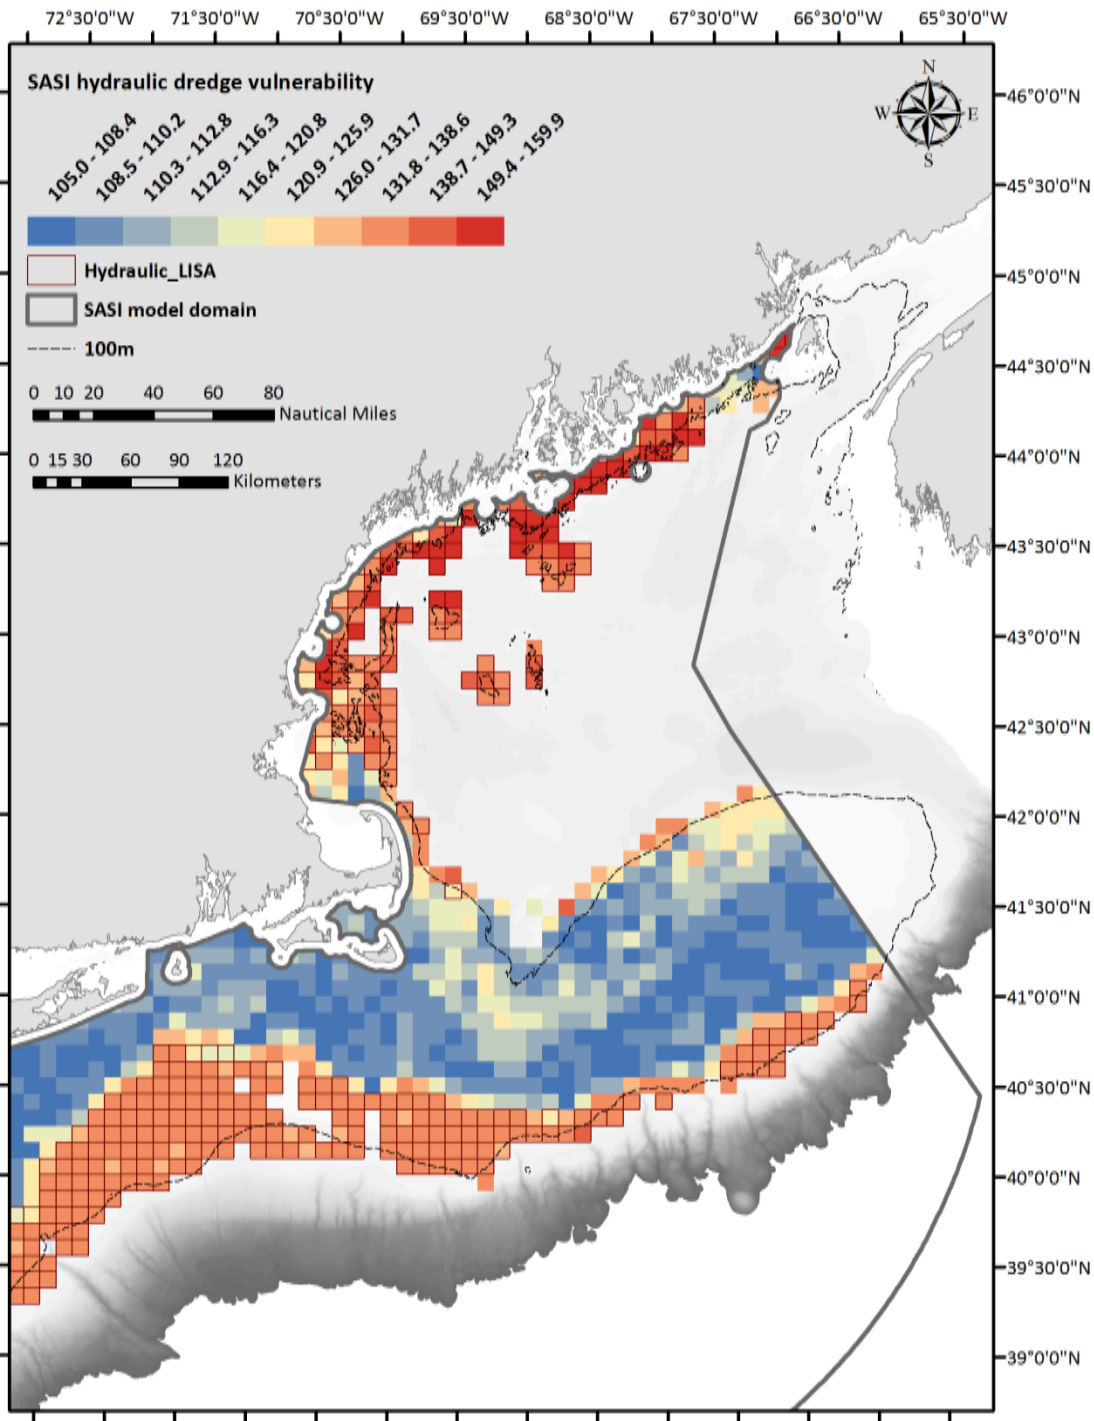 72°30'0"W 71°30'0"W 70°30'0"W 69°30'0"W 68°30'0"W 67°30'0"W 66°30'0"W 65°30'0"W
SASI hydraulic dredge vulnerability
105.0 - 108.4
108.5 - 110.2
110.3 - 112.8
112.9 - 116.3
116.4 - 120.8
120.9 - 125.9
126.0 - 131.7
131.8 - 138.6
138.7 - 149.3
149.4 - 159.9
Hydraulic_LISA
SASI model domain
100m
0 10 20 40 60 80
Nautical Miles
0 15 30 60 90 120
Kilometers
N
W E
S
46°0'0"N
45°30'0"N
45°0'0"N
44°30'0"N
44°0'0"N
43°30'0"N
43°0'0"N
42°30'0"N
42°0'0"N
41°30'0"N
41°0'0"N
40°30'0"N
40°0'0"N
39°30'0"N
39°0'0"N